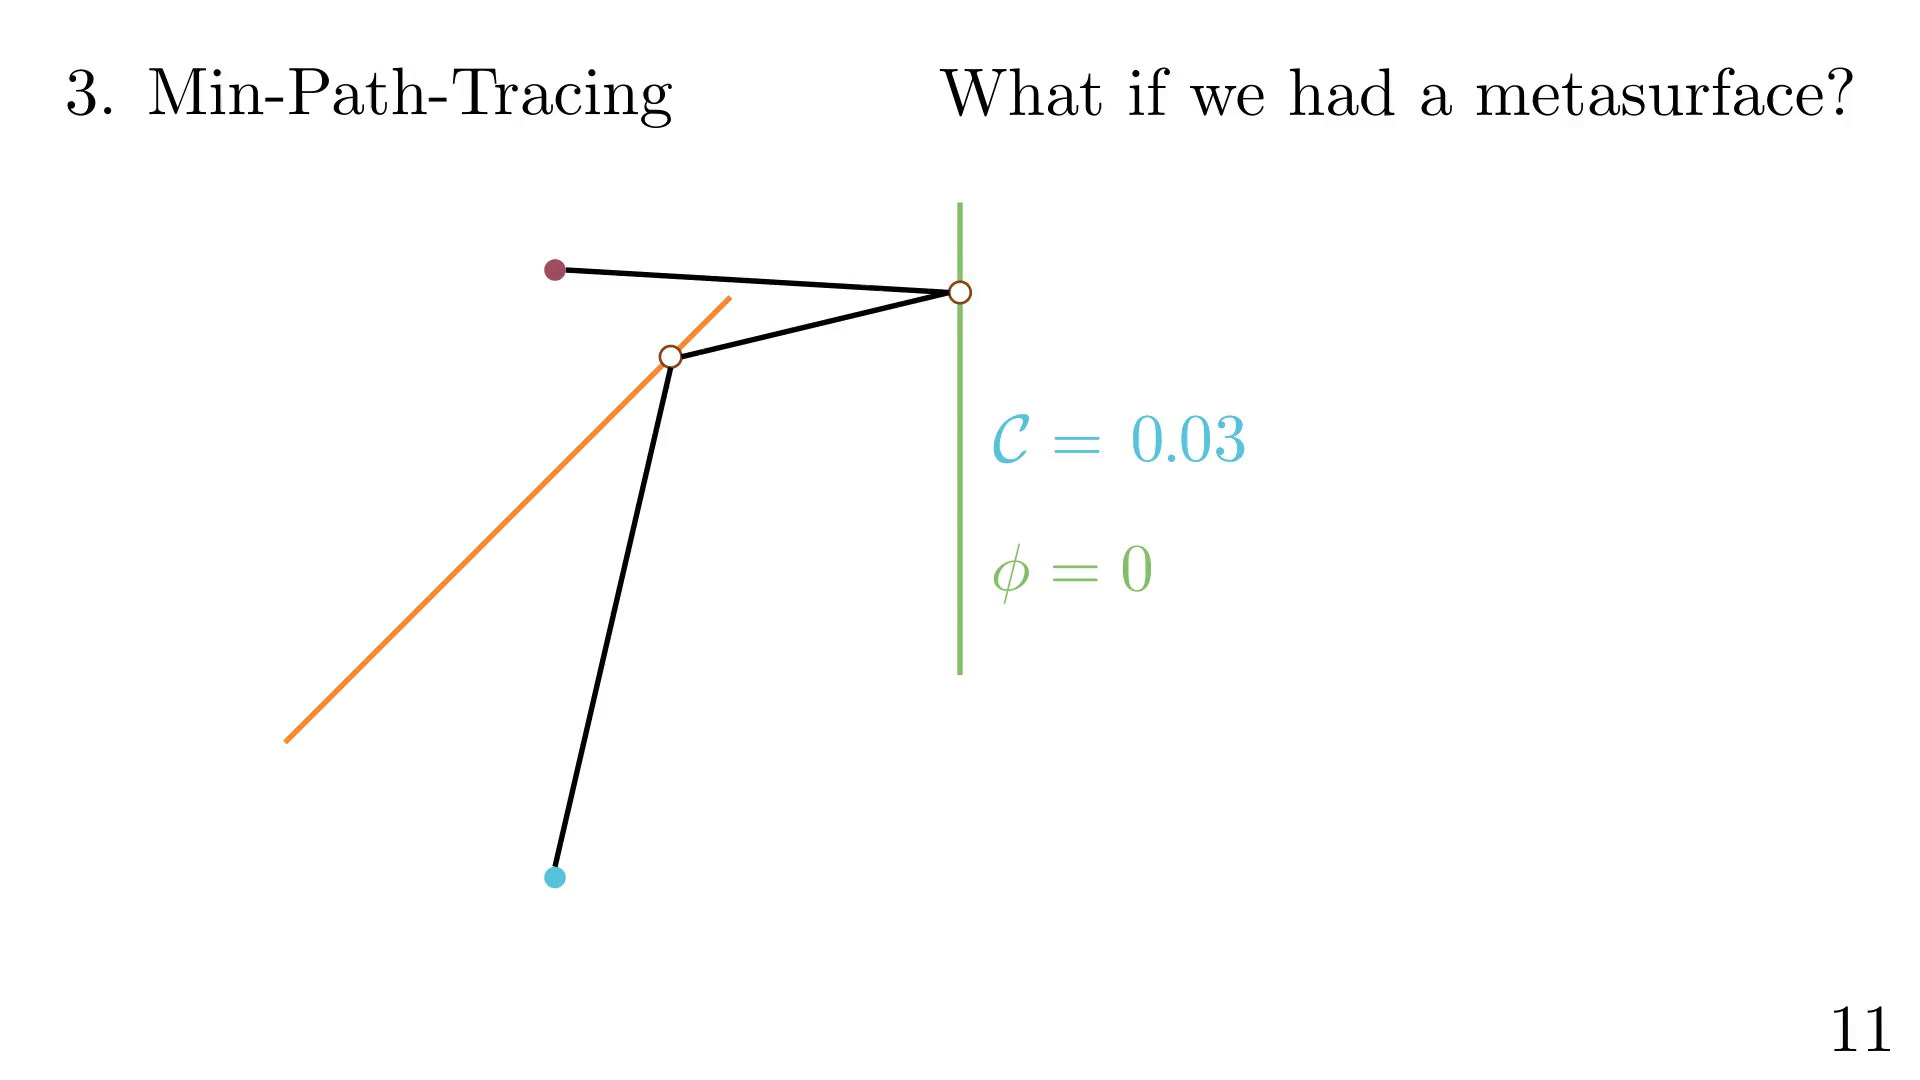 3. Min-Path-Tracing
What if we had a metasurface?
𝒞 = 0.03
ϕ = 0
11